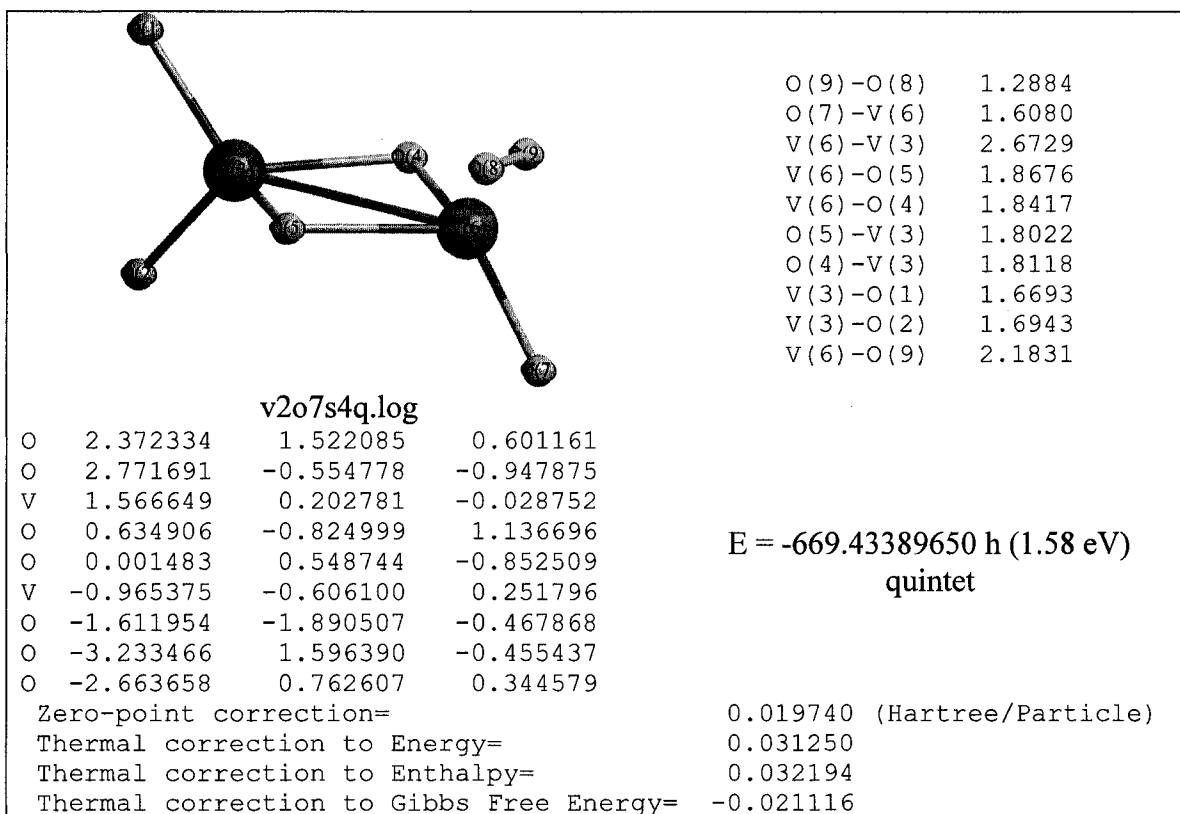 O(4)
O(8)
O(9)
O(9)-O(8) 1.2884
O(7)-V(6) 1.6080
V(6)-V(3) 2.6729
V(6)-O(5) 1.8676
V(6)-O(4) 1.8417
O(5)-V(3) 1.8022
O(4)-V(3) 1.8118
V(3)-O(1) 1.6693
V(3)-O(2) 1.6943
V(6)-O(9) 2.1831
v2o7s4q.log
O 2.372334 1.522085 0.601161
O 2.771691 -0.554778 -0.947875
V 1.566649 0.202781 -0.028752
O 0.634906 -0.824999 1.136696
O 0.001483 0.548744 -0.852509
V -0.965375 -0.606100 0.251796
O -1.611954 -1.890507 -0.467868
O -3.233466 1.596390 -0.455437
O -2.663658 0.762607 0.344579
E = -669.43389650 h (1.58 eV)
quintet
Zero-point correction= 0.019740 (Hartree/Particle)
Thermal correction to Energy= 0.031250
Thermal correction to Enthalpy= 0.032194
Thermal correction to Gibbs Free Energy= -0.021116